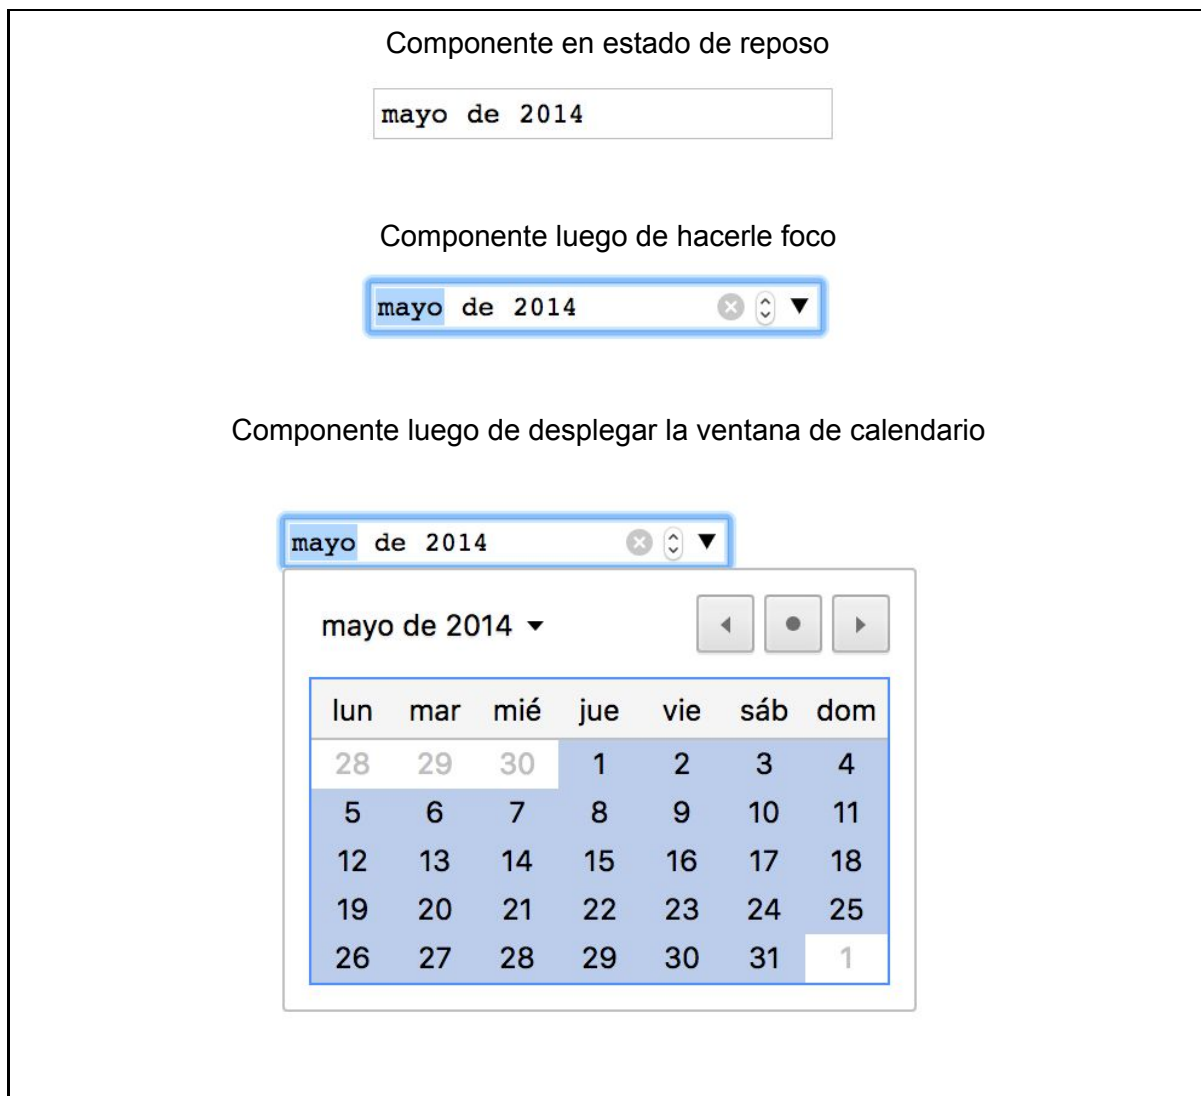 Componente en estado de reposo
mayo de 2014
Componente luego de hacerle foco
mayo de 2014
Componente luego de desplegar la ventana de calendario
mayo de 2014
mayo de 2014
lun mar mié jue vie sáb dom
28 29 30 1 2 3 4
5 6 7 8 9 10 11
12 13 14 15 16 17 18
19 20 21 22 23 24 25
26 27 28 29 30 31 1